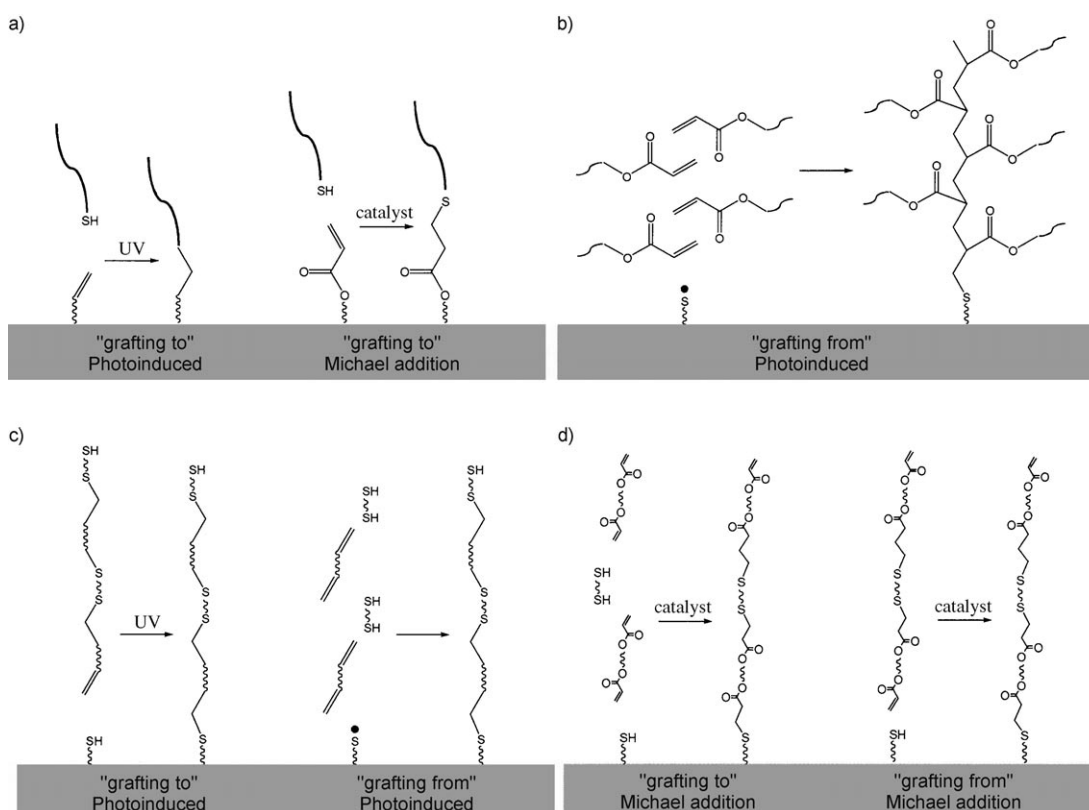 a)
SH
UV
SH
O
O
catalyst
S
O
O
"grafting to"
Photoinduced
"grafting to"
Michael addition
b)
O
O
O
O
O
O
O
O
S
O
O
O
O
O
O
O
O
O
O
S
"grafting from"
Photoinduced
c)
SH
S
S
S
SH
UV
SH
S
S
S
S
SH
SH
SH
SH
S
SH
S
S
S
S
"grafting to"
Photoinduced
"grafting from"
Photoinduced
d)
O
O
O
O
SH
SH
O
O
O
O
SH
catalyst
O
O
O
O
S
S
O
O
O
O
S
O
O
O
O
S
S
O
O
O
O
SH
catalyst
O
O
O
O
S
S
O
O
O
O
S
"grafting to"
Michael addition
"grafting from"
Michael addition